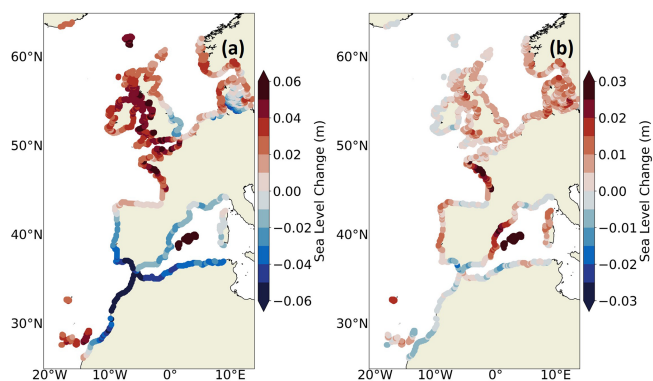 (a)
60°N
50°N
40°N
30°N
20°W
10°W
0°
10°E
0.06
0.04
0.02
0.00
−0.02
−0.04
−0.06
Sea Level Change (m)
(b)
60°N
50°N
40°N
30°N
20°W
10°W
0°
10°E
0.03
0.02
0.01
0.00
−0.01
−0.02
−0.03
Sea Level Change (m)